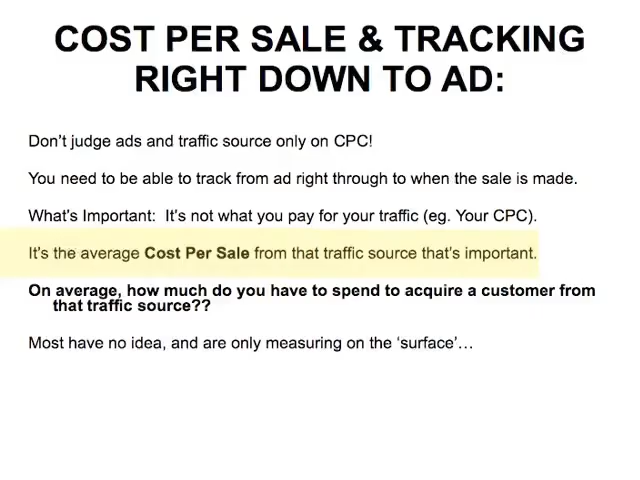 COST PER SALE & TRACKING
RIGHT DOWN TO AD:
Don't judge ads and traffic source only on CPC!
You need to be able to track from ad right through to when the sale is made.
What's Important:  It's not what you pay for your traffic (eg. Your CPC).
It's the average Cost Per Sale from that traffic source that's important.
On average, how much do you have to spend to acquire a customer from
that traffic source??
Most have no idea, and are only measuring on the ‘surface’…